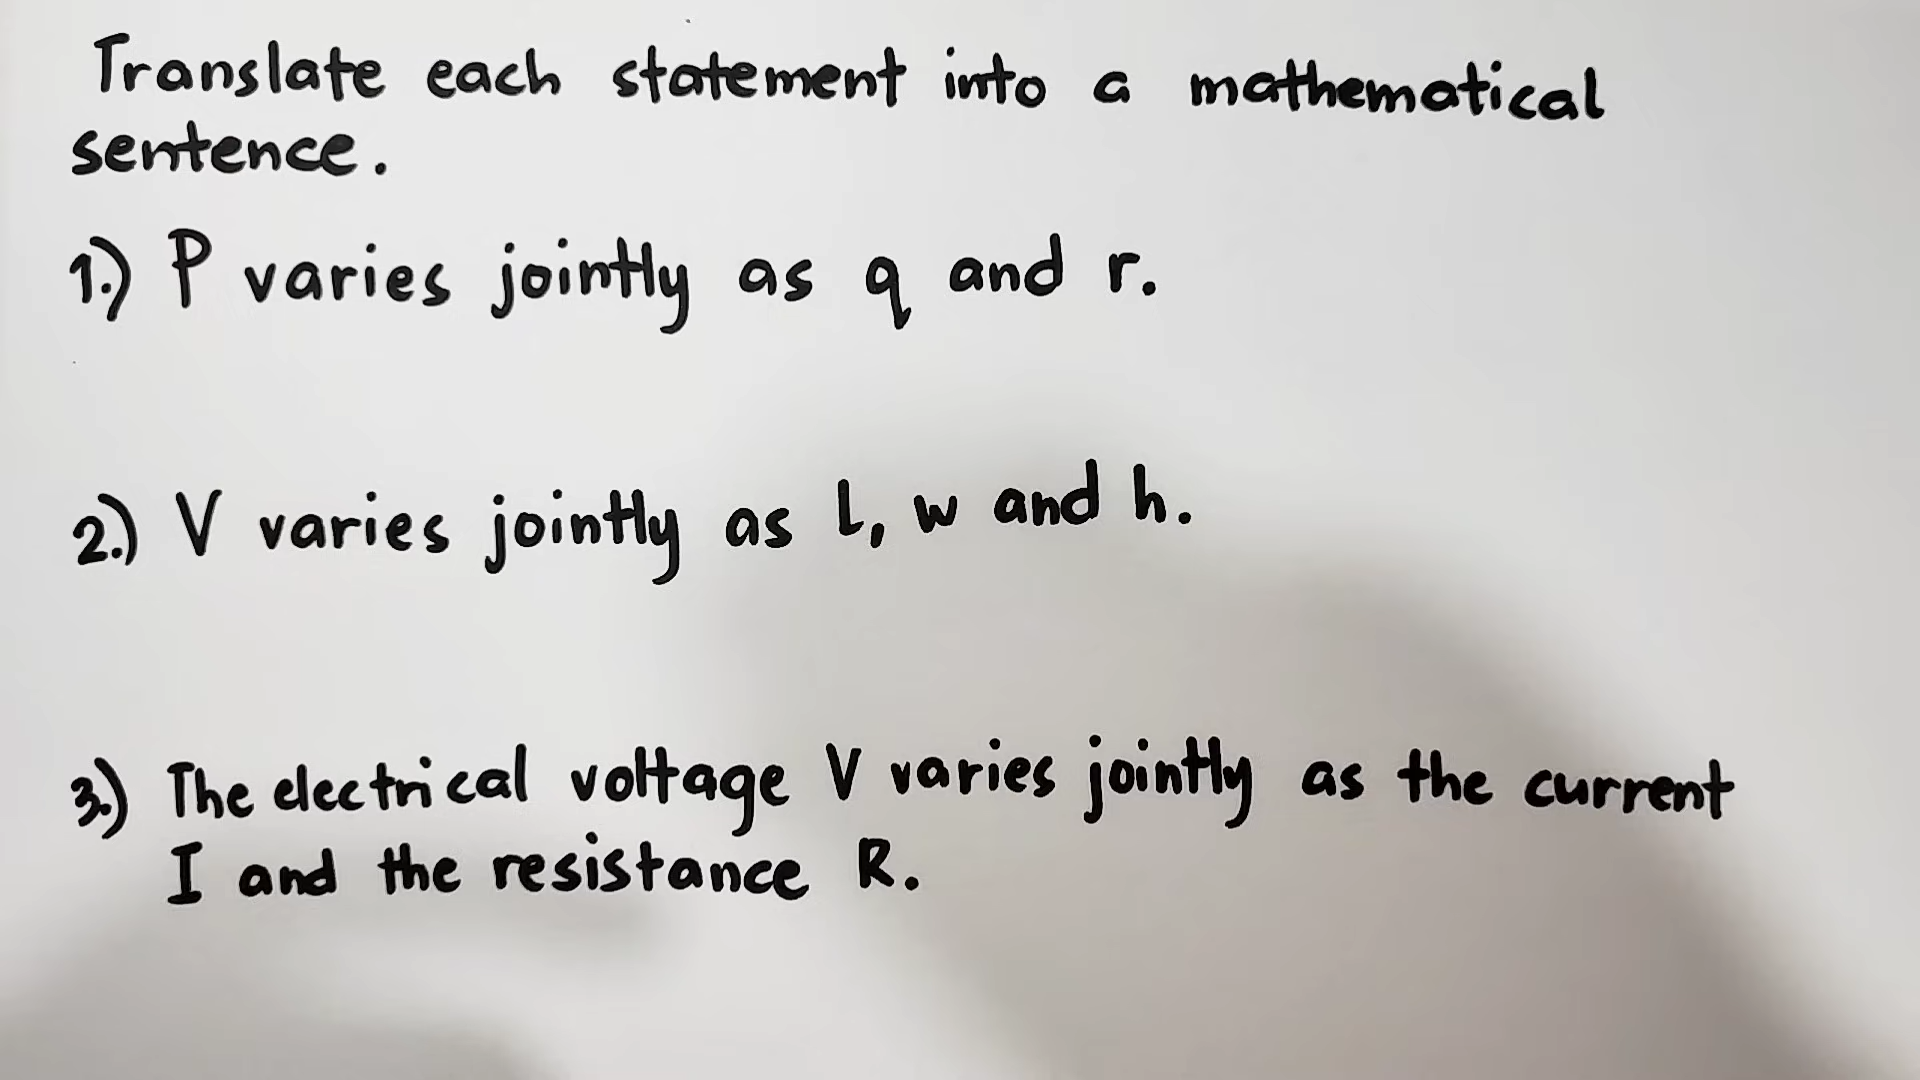 Translate each statement into a mathematical
sentence.
1.) P varies jointly as q and r.
2.) V varies jointly as l, w and h.
3.) The electrical voltage V varies jointly as the current
I and the resistance R.